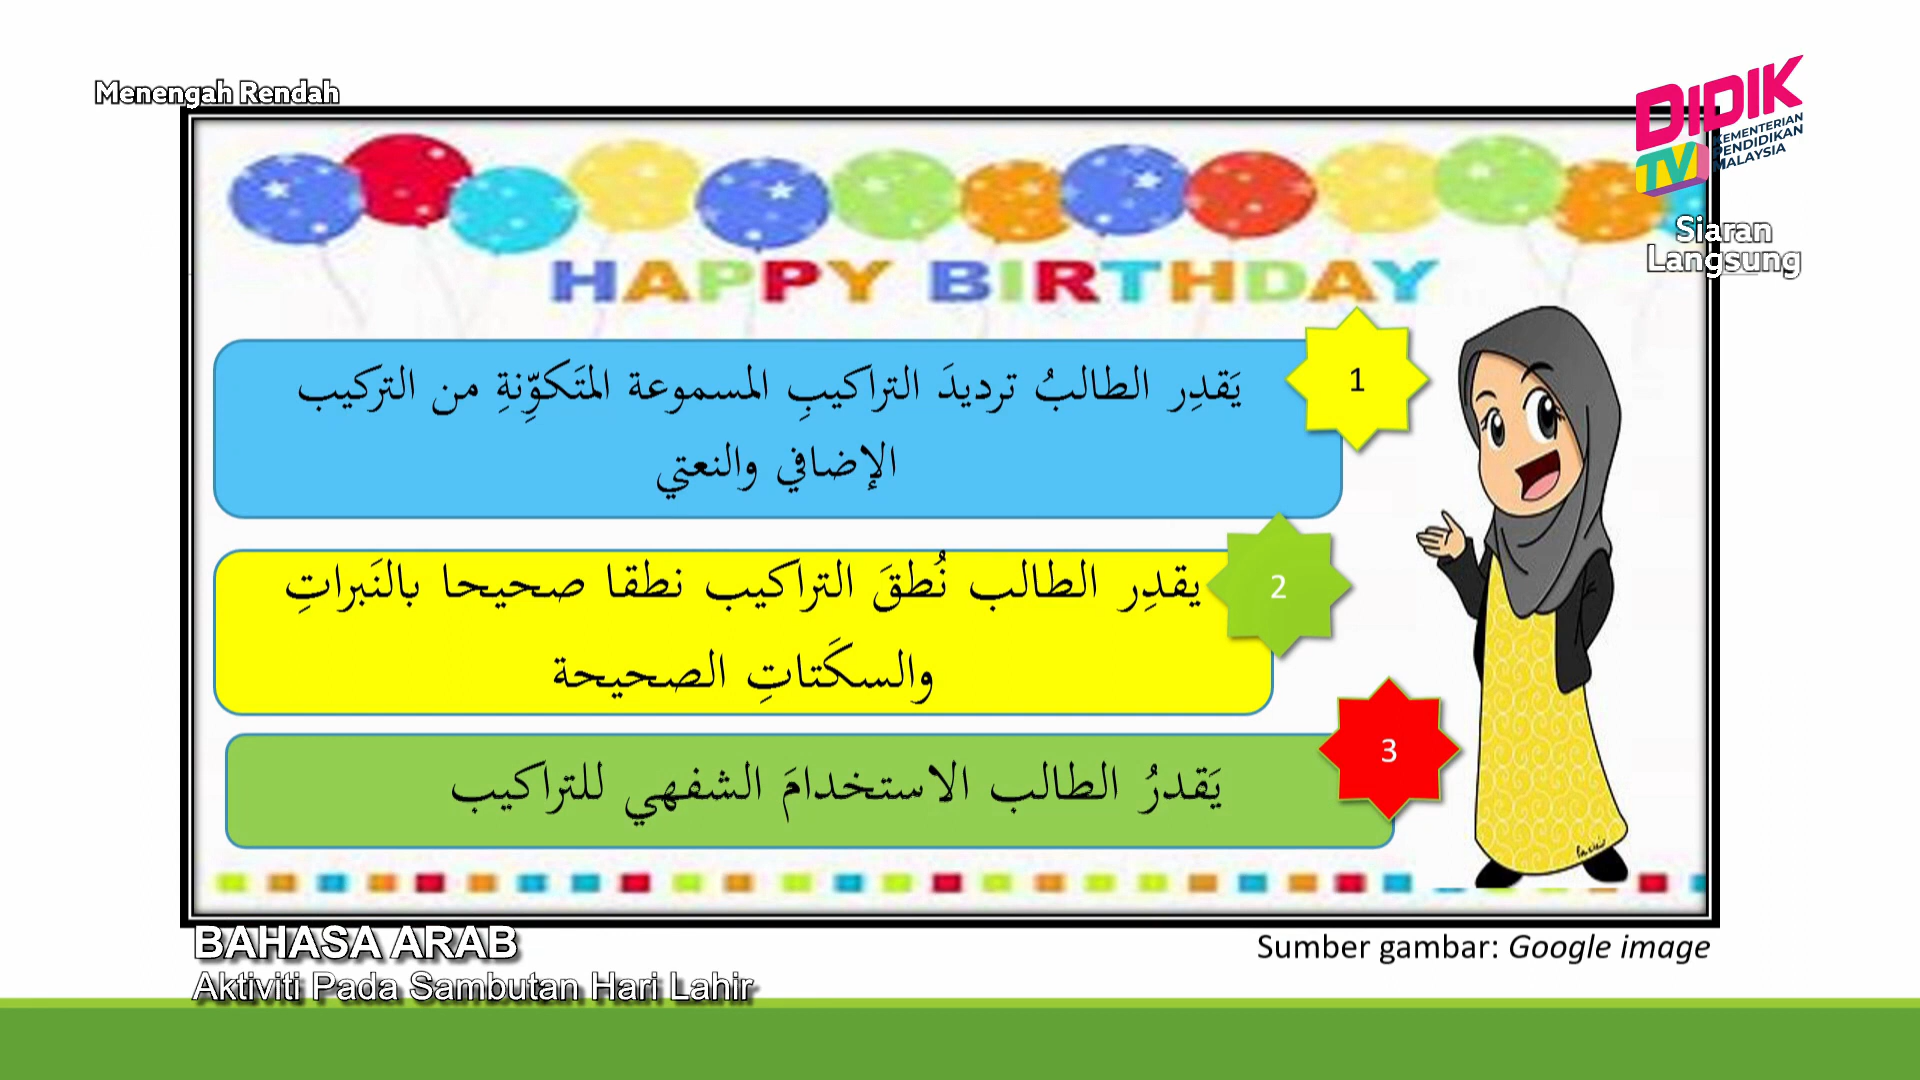 Menengah Rendah
DIDIK
TV
KEMENTERIAN
PENDIDIKAN
MALAYSIA
Siaran
Langsung
HAPPY BIRTHDAY
1
يَقدِر الطالبُ ترديدَ التراكيبِ المسموعة المتَكوِّنةِ من التركيب
الإضافي والنعتي
2
يقدِر الطالب نُطقَ التراكيب نطقا صحيحا بالنَبراتِ
والسكَتاتِ الصحيحة
3
يَقدرُ الطالب الاستخدامَ الشفهي للتراكيب
BAHASA ARAB
Aktiviti Pada Sambutan Hari Lahir
Sumber gambar: Google image